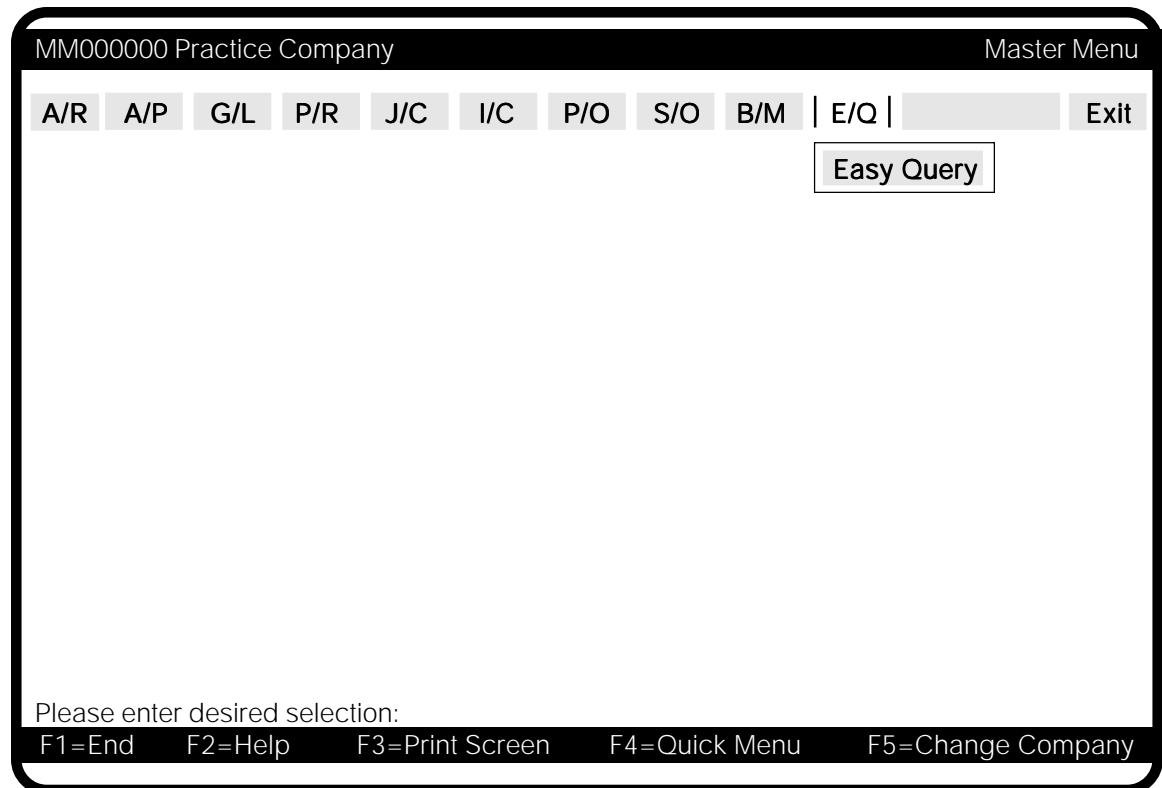 MM000000 Practice Company Master Menu
A/R A/P G/L P/R J/C I/C P/O S/O B/M | E/Q | Exit
Easy Query
Please enter desired selection:
F1=End F2=Help F3=Print Screen F4=Quick Menu F5=Change Company